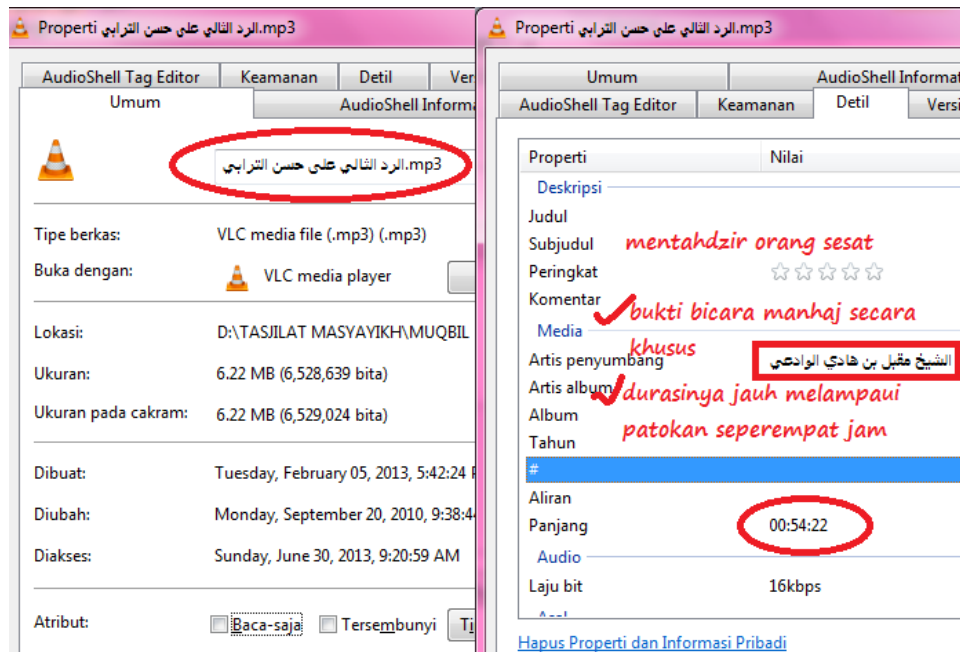 Properti الرد الثاني على حسن الترابي.mp3
AudioShell Tag Editor Keamanan Detil Ver
Umum AudioShell Informa
الرد الثاني على حسن الترابي.mp3
Tipe berkas: VLC media file (.mp3) (.mp3)
Buka dengan: VLC media player
Lokasi: D:\TASJILAT MASYAYIKH\MUQBIL
Ukuran: 6.22 MB (6,528,639 bita)
Ukuran pada cakram: 6.22 MB (6,529,024 bita)
Dibuat: Tuesday, February 05, 2013, 5:42:24
Diubah: Monday, September 20, 2010, 9:38:4
Diakses: Sunday, June 30, 2013, 9:20:59 AM
Atribut: Baca-saja Tersembunyi Ti
Properti الرد الثاني على حسن الترابي.mp3
Umum AudioShell Informat
AudioShell Tag Editor Keamanan Detil Versi
Properti Nilai
Deskripsi
Judul
Subjudul
mentahdzir orang sesat
Peringkat
Komentar
bukti bicara manhaj secara
khusus
Media
Artis penyumbang الشيخ مقبل بن هادي الوادعي
Artis album
durasinya jauh melampaui
patokan seperempat jam
Album
Tahun
#
Aliran
Panjang 00:54:22
Audio
Laju bit 16kbps
Hapus Properti dan Informasi Pribadi